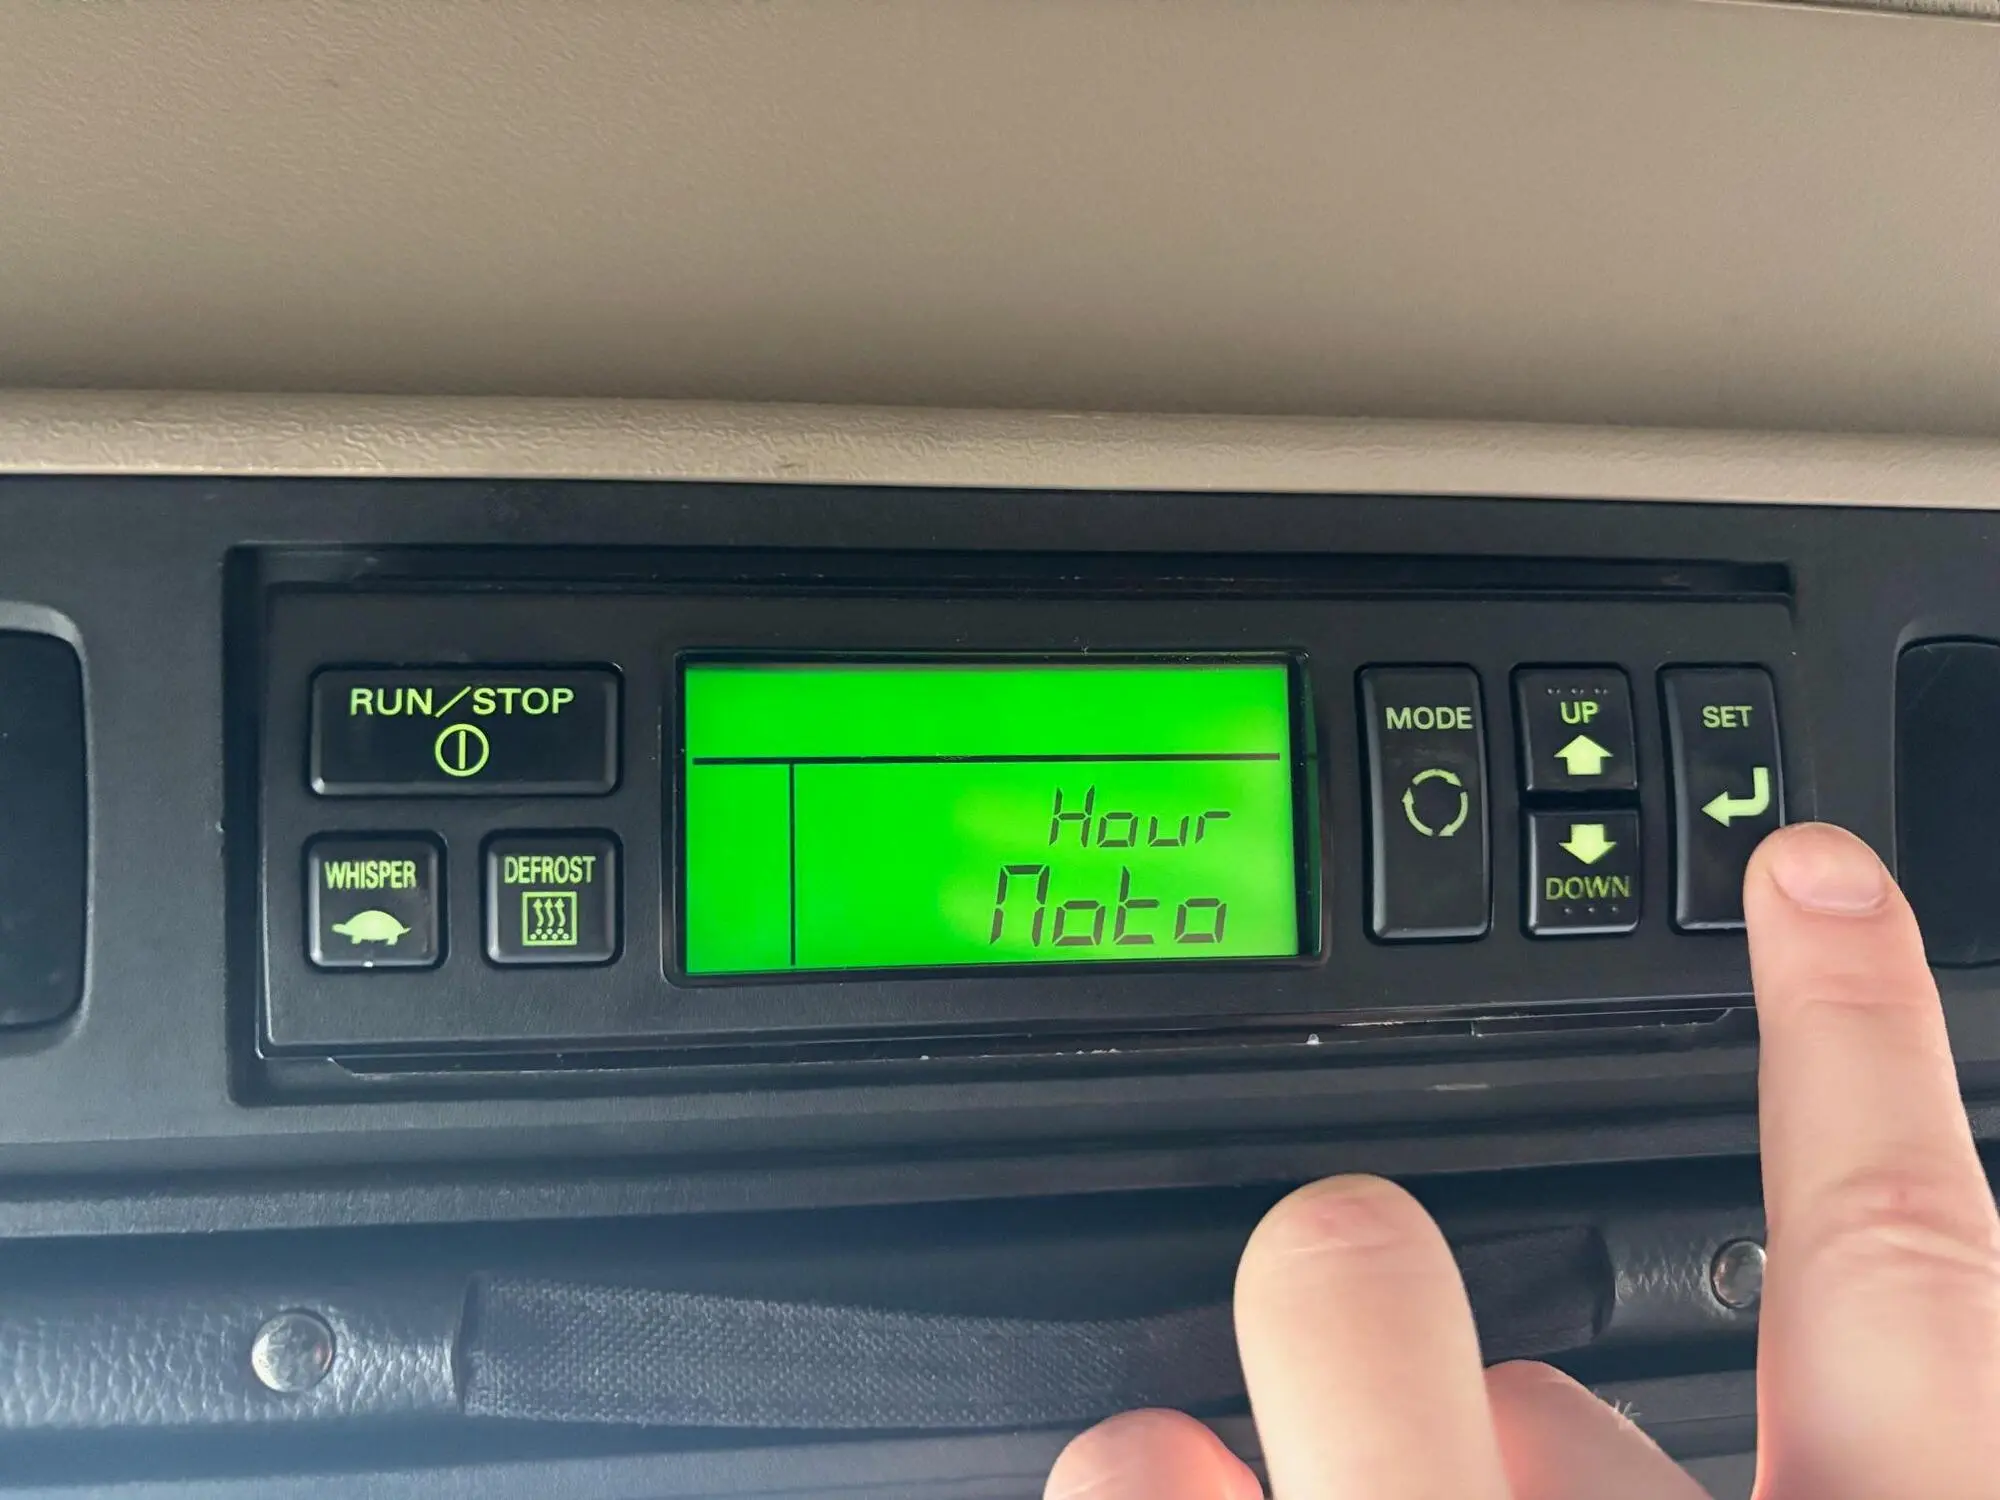 RUN/STOP
WHISPER
DEFROST
Hour
Moto
MODE
UP
DOWN
SET